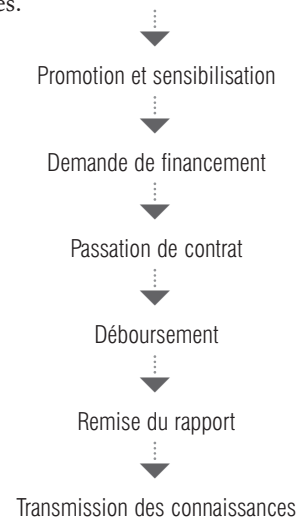 es.
Promotion et sensibilisation
Demande de financement
Passation de contrat
Déboursement
Remise du rapport
Transmission des connaissances